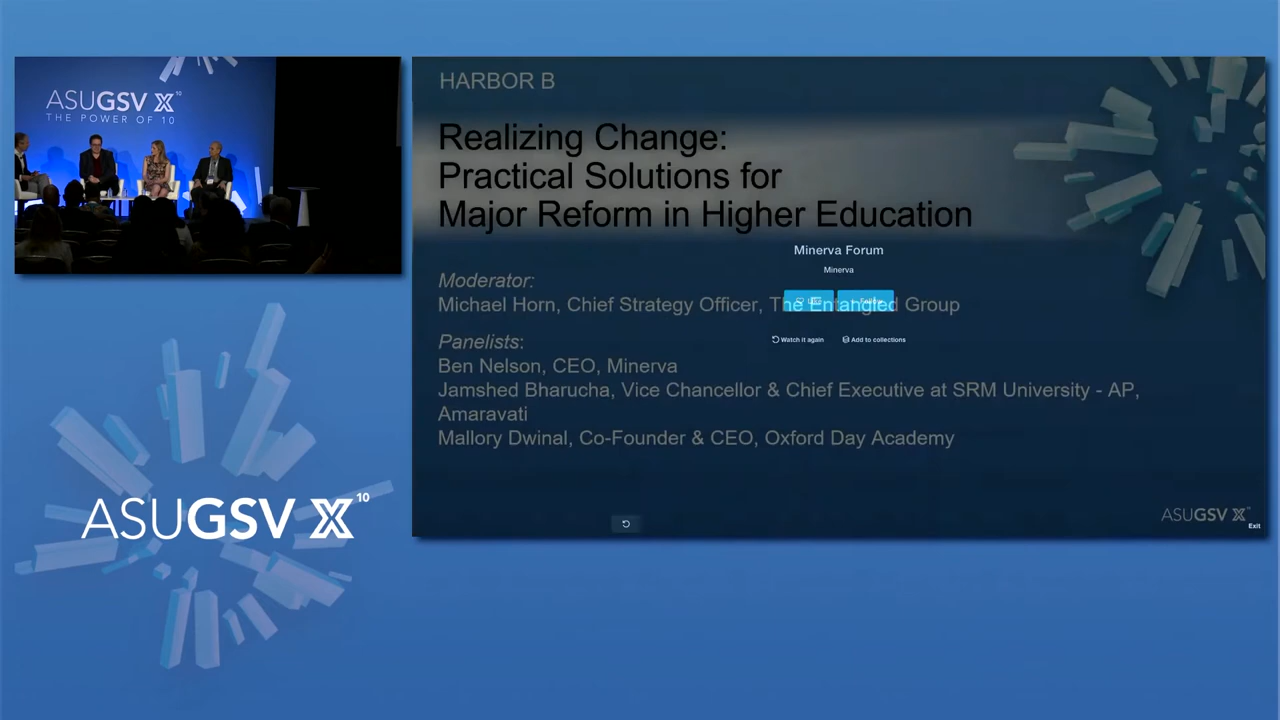 ASUGSV X 10
THE POWER OF 10
HARBOR B
Realizing Change:
Practical Solutions for
Major Reform in Higher Education
Minerva Forum
Minerva
Moderator:
Michael Horn, Chief Strategy Officer, The Entangled Group
Like
Follow
Watch it again
Add to collections
Panelists:
Ben Nelson, CEO, Minerva
Jamshed Bharucha, Vice Chancellor & Chief Executive at SRM University - AP,
Amaravati
Mallory Dwinal, Co-Founder & CEO, Oxford Day Academy
ASUGSV X
Exit
ASUGSV X 10